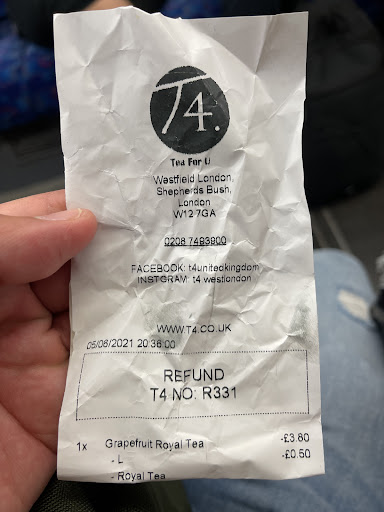 T4.
Tea For U
Westfield London,
Shepherds Bush,
London
W12 7GA
0208 7493900
FACEBOOK: t4unitedkingdom
INSTGRAM: t4.westlondon
WWW.T4.CO.UK
05/06/2021 20:36:00
REFUND
T4 NO: R331
1x Grapefruit Royal Tea -£3.80
- L -£0.50
- Royal Tea